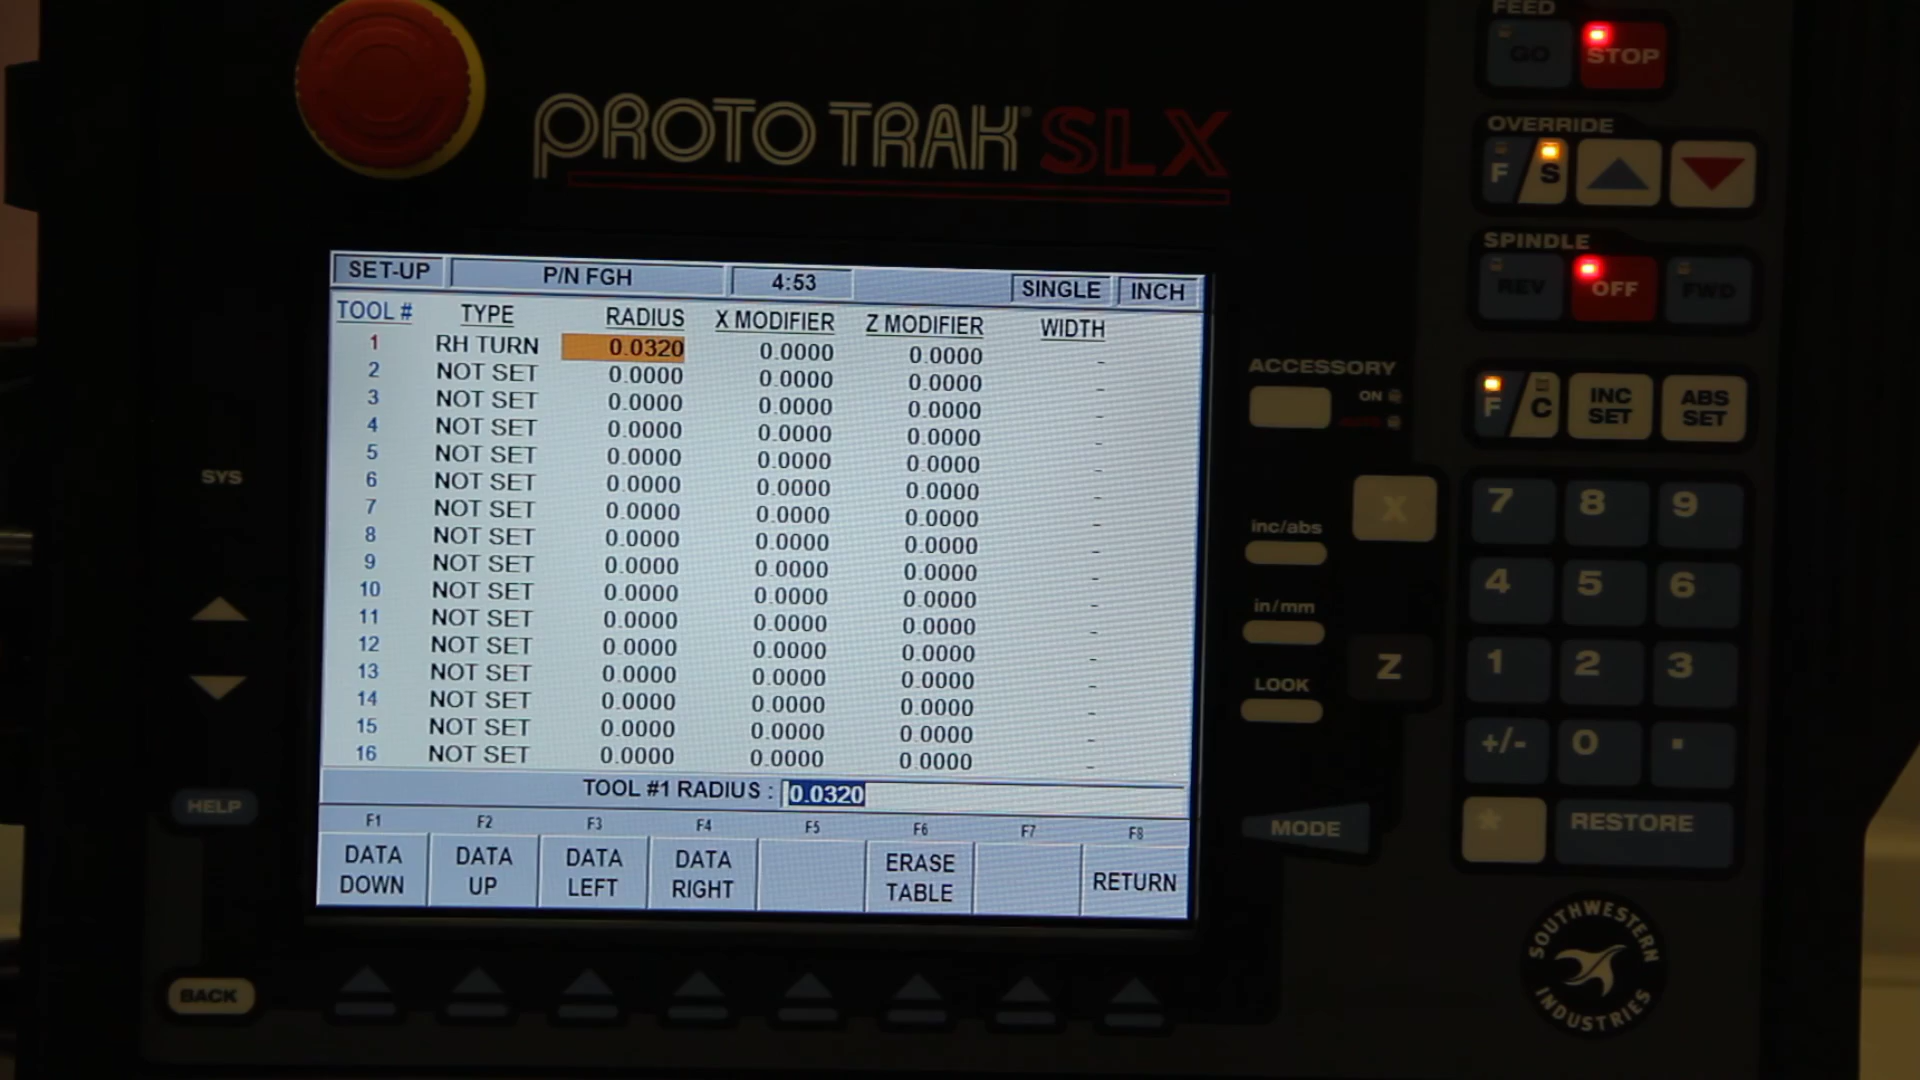 FEED
GO STOP
PROTO TRAK® SLX
OVERRIDE
F S
SPINDLE
REV OFF FWD
SET-UP P/N FGH 4:53 SINGLE INCH
TOOL # TYPE RADIUS X MODIFIER Z MODIFIER WIDTH
1 RH TURN 0.0320 0.0000 0.0000 -
2 NOT SET 0.0000 0.0000 0.0000 -
3 NOT SET 0.0000 0.0000 0.0000 -
4 NOT SET 0.0000 0.0000 0.0000 -
5 NOT SET 0.0000 0.0000 0.0000 -
6 NOT SET 0.0000 0.0000 0.0000 -
7 NOT SET 0.0000 0.0000 0.0000 -
8 NOT SET 0.0000 0.0000 0.0000 -
9 NOT SET 0.0000 0.0000 0.0000 -
10 NOT SET 0.0000 0.0000 0.0000 -
11 NOT SET 0.0000 0.0000 0.0000 -
12 NOT SET 0.0000 0.0000 0.0000 -
13 NOT SET 0.0000 0.0000 0.0000 -
14 NOT SET 0.0000 0.0000 0.0000 -
15 NOT SET 0.0000 0.0000 0.0000 -
16 NOT SET 0.0000 0.0000 0.0000 -
TOOL #1 RADIUS : 0.0320
F1 F2 F3 F4 F5 F6 F7 F8
DATA DOWN
DATA UP
DATA LEFT
DATA RIGHT
ERASE TABLE
RETURN
SYS
HELP
BACK
ACCESSORY
ON
F C
INC SET
ABS SET
inc/abs
X
in/mm
LOOK
Z
7 8 9
4 5 6
1 2 3
+/- 0 .
MODE
* RESTORE
SOUTHWESTERN
INDUSTRIES